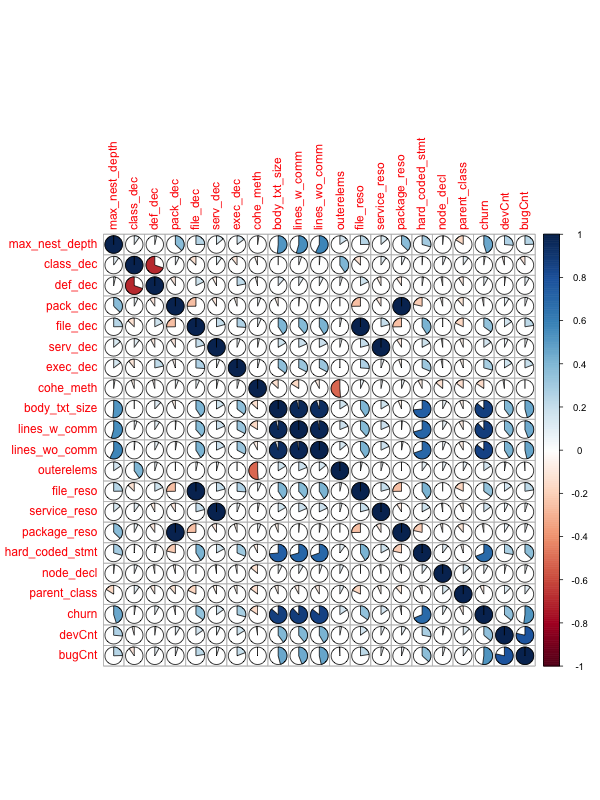 max_nest_depth
class_dec
def_dec
pack_dec
file_dec
serv_dec
exec_dec
cohe_meth
body_txt_size
lines_w_comm
lines_wo_comm
outerelems
file_reso
service_reso
package_reso
hard_coded_stmt
node_decl
parent_class
churn
devCnt
bugCnt
max_nest_depth
class_dec
def_dec
pack_dec
file_dec
serv_dec
exec_dec
cohe_meth
body_txt_size
lines_w_comm
lines_wo_comm
outerelems
file_reso
service_reso
package_reso
hard_coded_stmt
node_decl
parent_class
churn
devCnt
bugCnt
1
0.8
0.6
0.4
0.2
0
-0.2
-0.4
-0.6
-0.8
-1